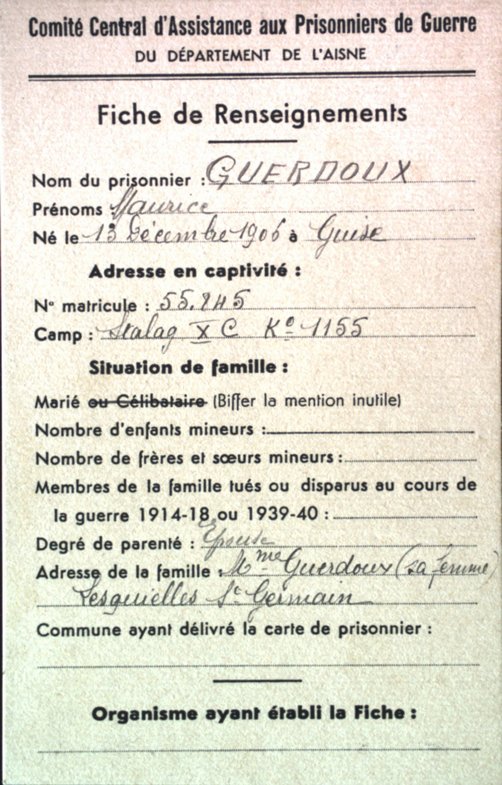 Comité Central d'Assistance aux Prisonniers de Guerre
DU DÉPARTEMENT DE L'AISNE
Fiche de Renseignements
Nom du prisonnier : GUERDOUX
Prénoms : Maurice
Né le 13 Décembre 1906 à Guise
Adresse en captivité :
N° matricule : 55.845
Camp : Stalag X C Ko 1155
Situation de famille :
Marié ou Célibataire (Biffer la mention inutile)
Nombre d'enfants mineurs :
Nombre de frères et sœurs mineurs :
Membres de la famille tués ou disparus au cours de
la guerre 1914-18 ou 1939-40 :
Degré de parenté : Épouse
Adresse de la famille : Mme Guerdoux (sa femme)
Lesquielles St Germain
Commune ayant délivré la carte de prisonnier :
Organisme ayant établi la Fiche :